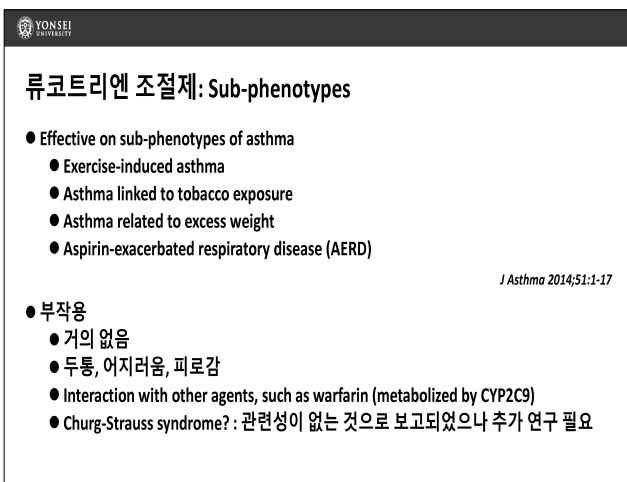 YONSEI
UNIVERSITY
류코트리엔 조절제: Sub-phenotypes
● Effective on sub-phenotypes of asthma
● Exercise-induced asthma
● Asthma linked to tobacco exposure
● Asthma related to excess weight
● Aspirin-exacerbated respiratory disease (AERD)
J Asthma 2014;51:1-17
● 부작용
● 거의 없음
● 두통, 어지러움, 피로감
● Interaction with other agents, such as warfarin (metabolized by CYP2C9)
● Churg-Strauss syndrome? : 관련성이 없는 것으로 보고되었으나 추가 연구 필요